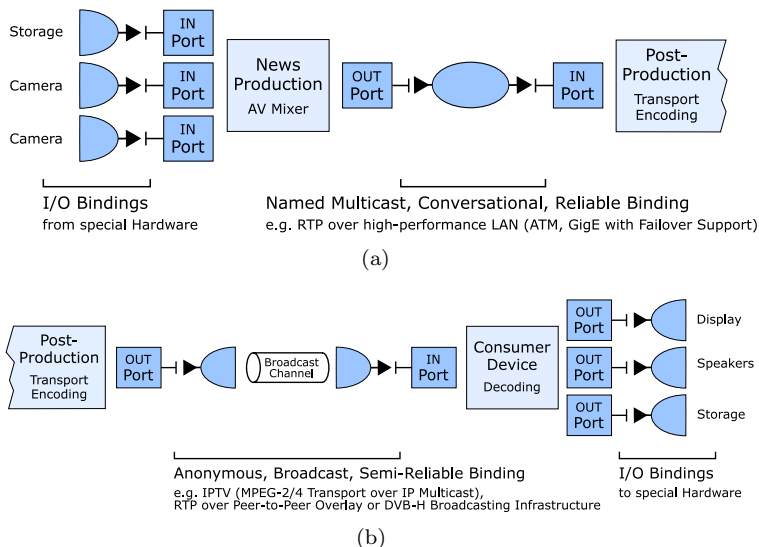 Storage
IN
Port
Camera
IN
Port
Camera
IN
Port
News
Production
AV Mixer
OUT
Port
IN
Port
Post-
Production
Transport
Encoding
I/O Bindings
from special Hardware
Named Multicast, Conversational, Reliable Binding
e.g. RTP over high-performance LAN (ATM, GigE with Failover Support)
(a)
Post-
Production
Transport
Encoding
OUT
Port
Broadcast
Channel
IN
Port
Consumer
Device
Decoding
OUT
Port
Display
OUT
Port
Speakers
OUT
Port
Storage
Anonymous, Broadcast, Semi-Reliable Binding
e.g. IPTV (MPEG-2/4 Transport over IP Multicast),
RTP over Peer-to-Peer Overlay or DVB-H Broadcasting Infrastructure
I/O Bindings
to special Hardware
(b)